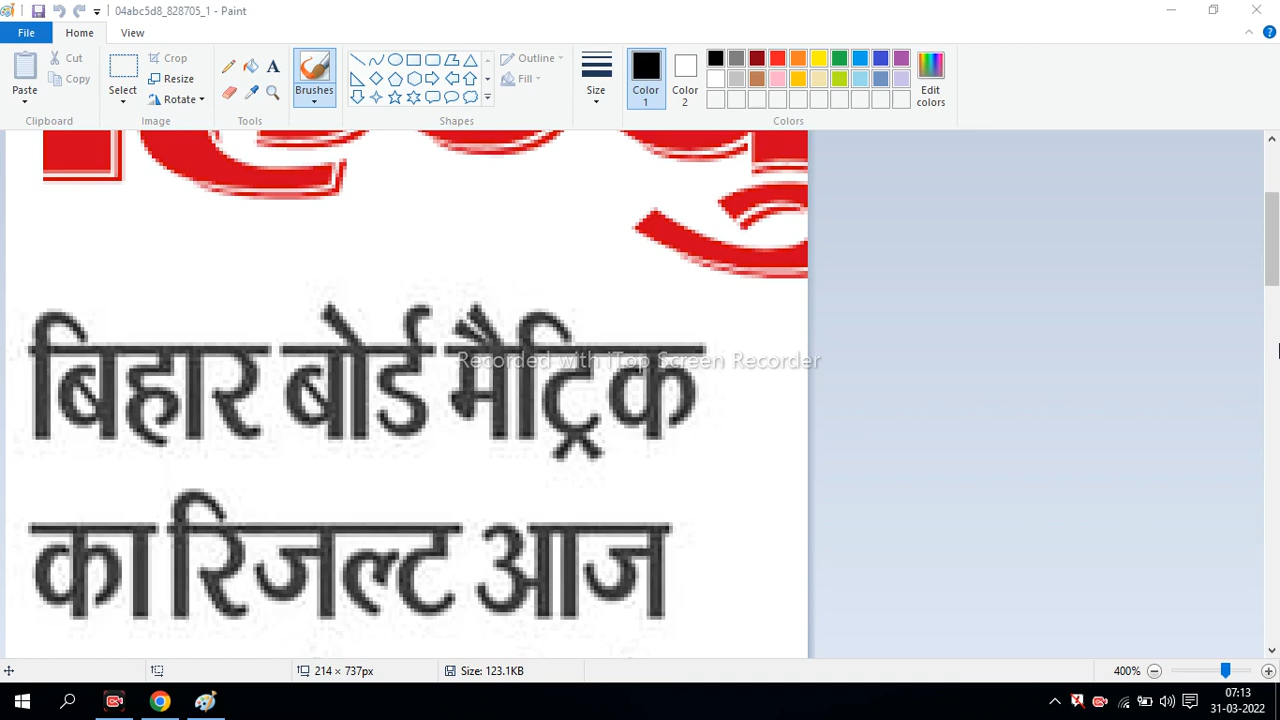 04abc5d8_828705_1 - Paint
File
Home
View
Paste
Cut
Copy
Clipboard
Select
Crop
Resize
Rotate
Image
Tools
Brushes
Shapes
Outline
Fill
Size
Color 1
Color 2
Edit colors
Colors
बिहार बोर्ड मैट्रिक
Recorded with iTop Screen Recorder
का रिजल्ट आज
214 × 737px
Size: 123.1KB
400%
07:13
31-03-2022